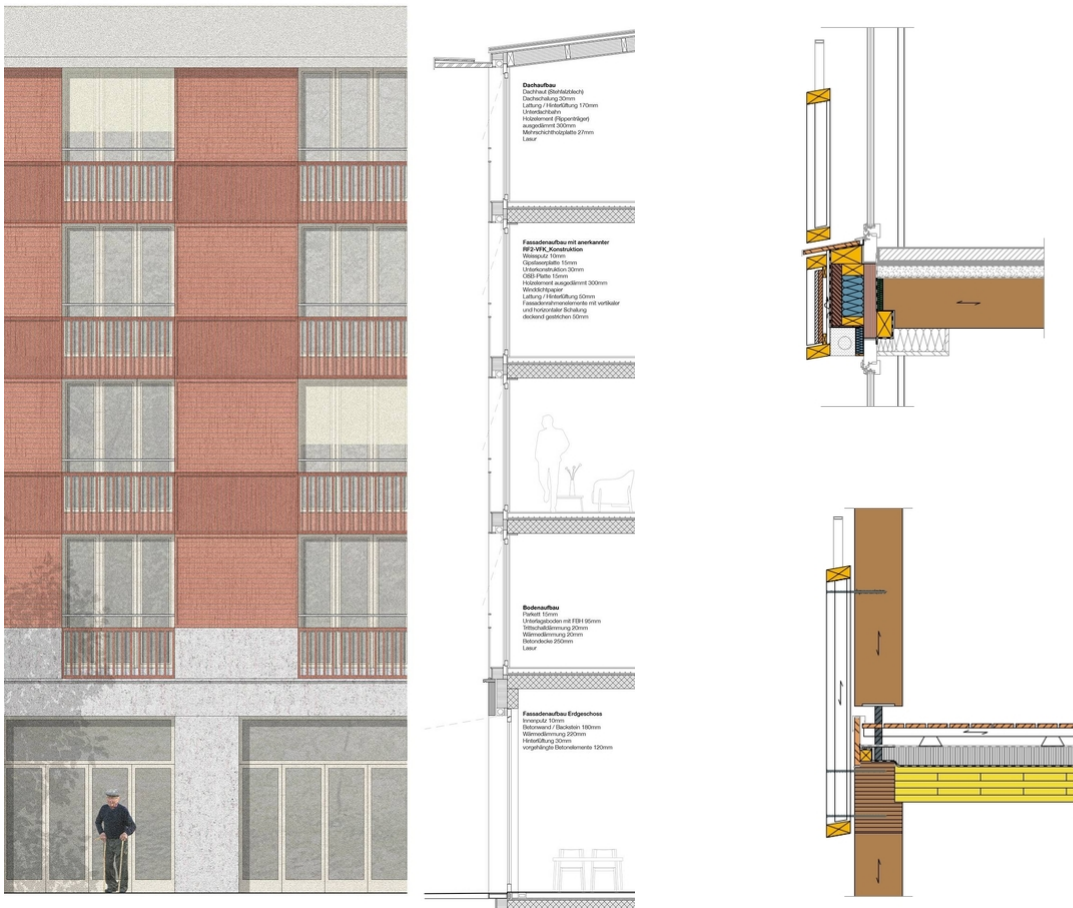 Dachaufbau
Dachhaut (Stehfalzblech)
Dachschalung 30mm
Lattung / Hinterlüftung 170mm
Unterdachbahn
Holzelement (Rippenträger)
ausgedämmt 300mm
Mehrschichtholzplatte 27mm
Lasur
Fassadenaufbau mit anerkannter
RF2-VFK_Konstruktion
Weissputz 10mm
Gipsfaserplatte 15mm
Unterkonstruktion 30mm
OSB-Platte 15mm
Holzelement ausgedämmt 300mm
Winddichtpapier
Lattung / Hinterlüftung 50mm
Fassadenrahmenelemente mit vertikaler
und horizontaler Schalung
deckend gestrichen 50mm
Bodenaufbau
Parkett 15mm
Unterlagsboden mit FBH 95mm
Trittschalldämmung 20mm
Wärmedämmung 20mm
Betondecke 250mm
Lasur
Fassadenaufbau Erdgeschoss
Innenputz 10mm
Betonwand / Backstein 180mm
Wärmedämmung 220mm
Hinterlüftung 30mm
vorgehängte Betonelemente 120mm